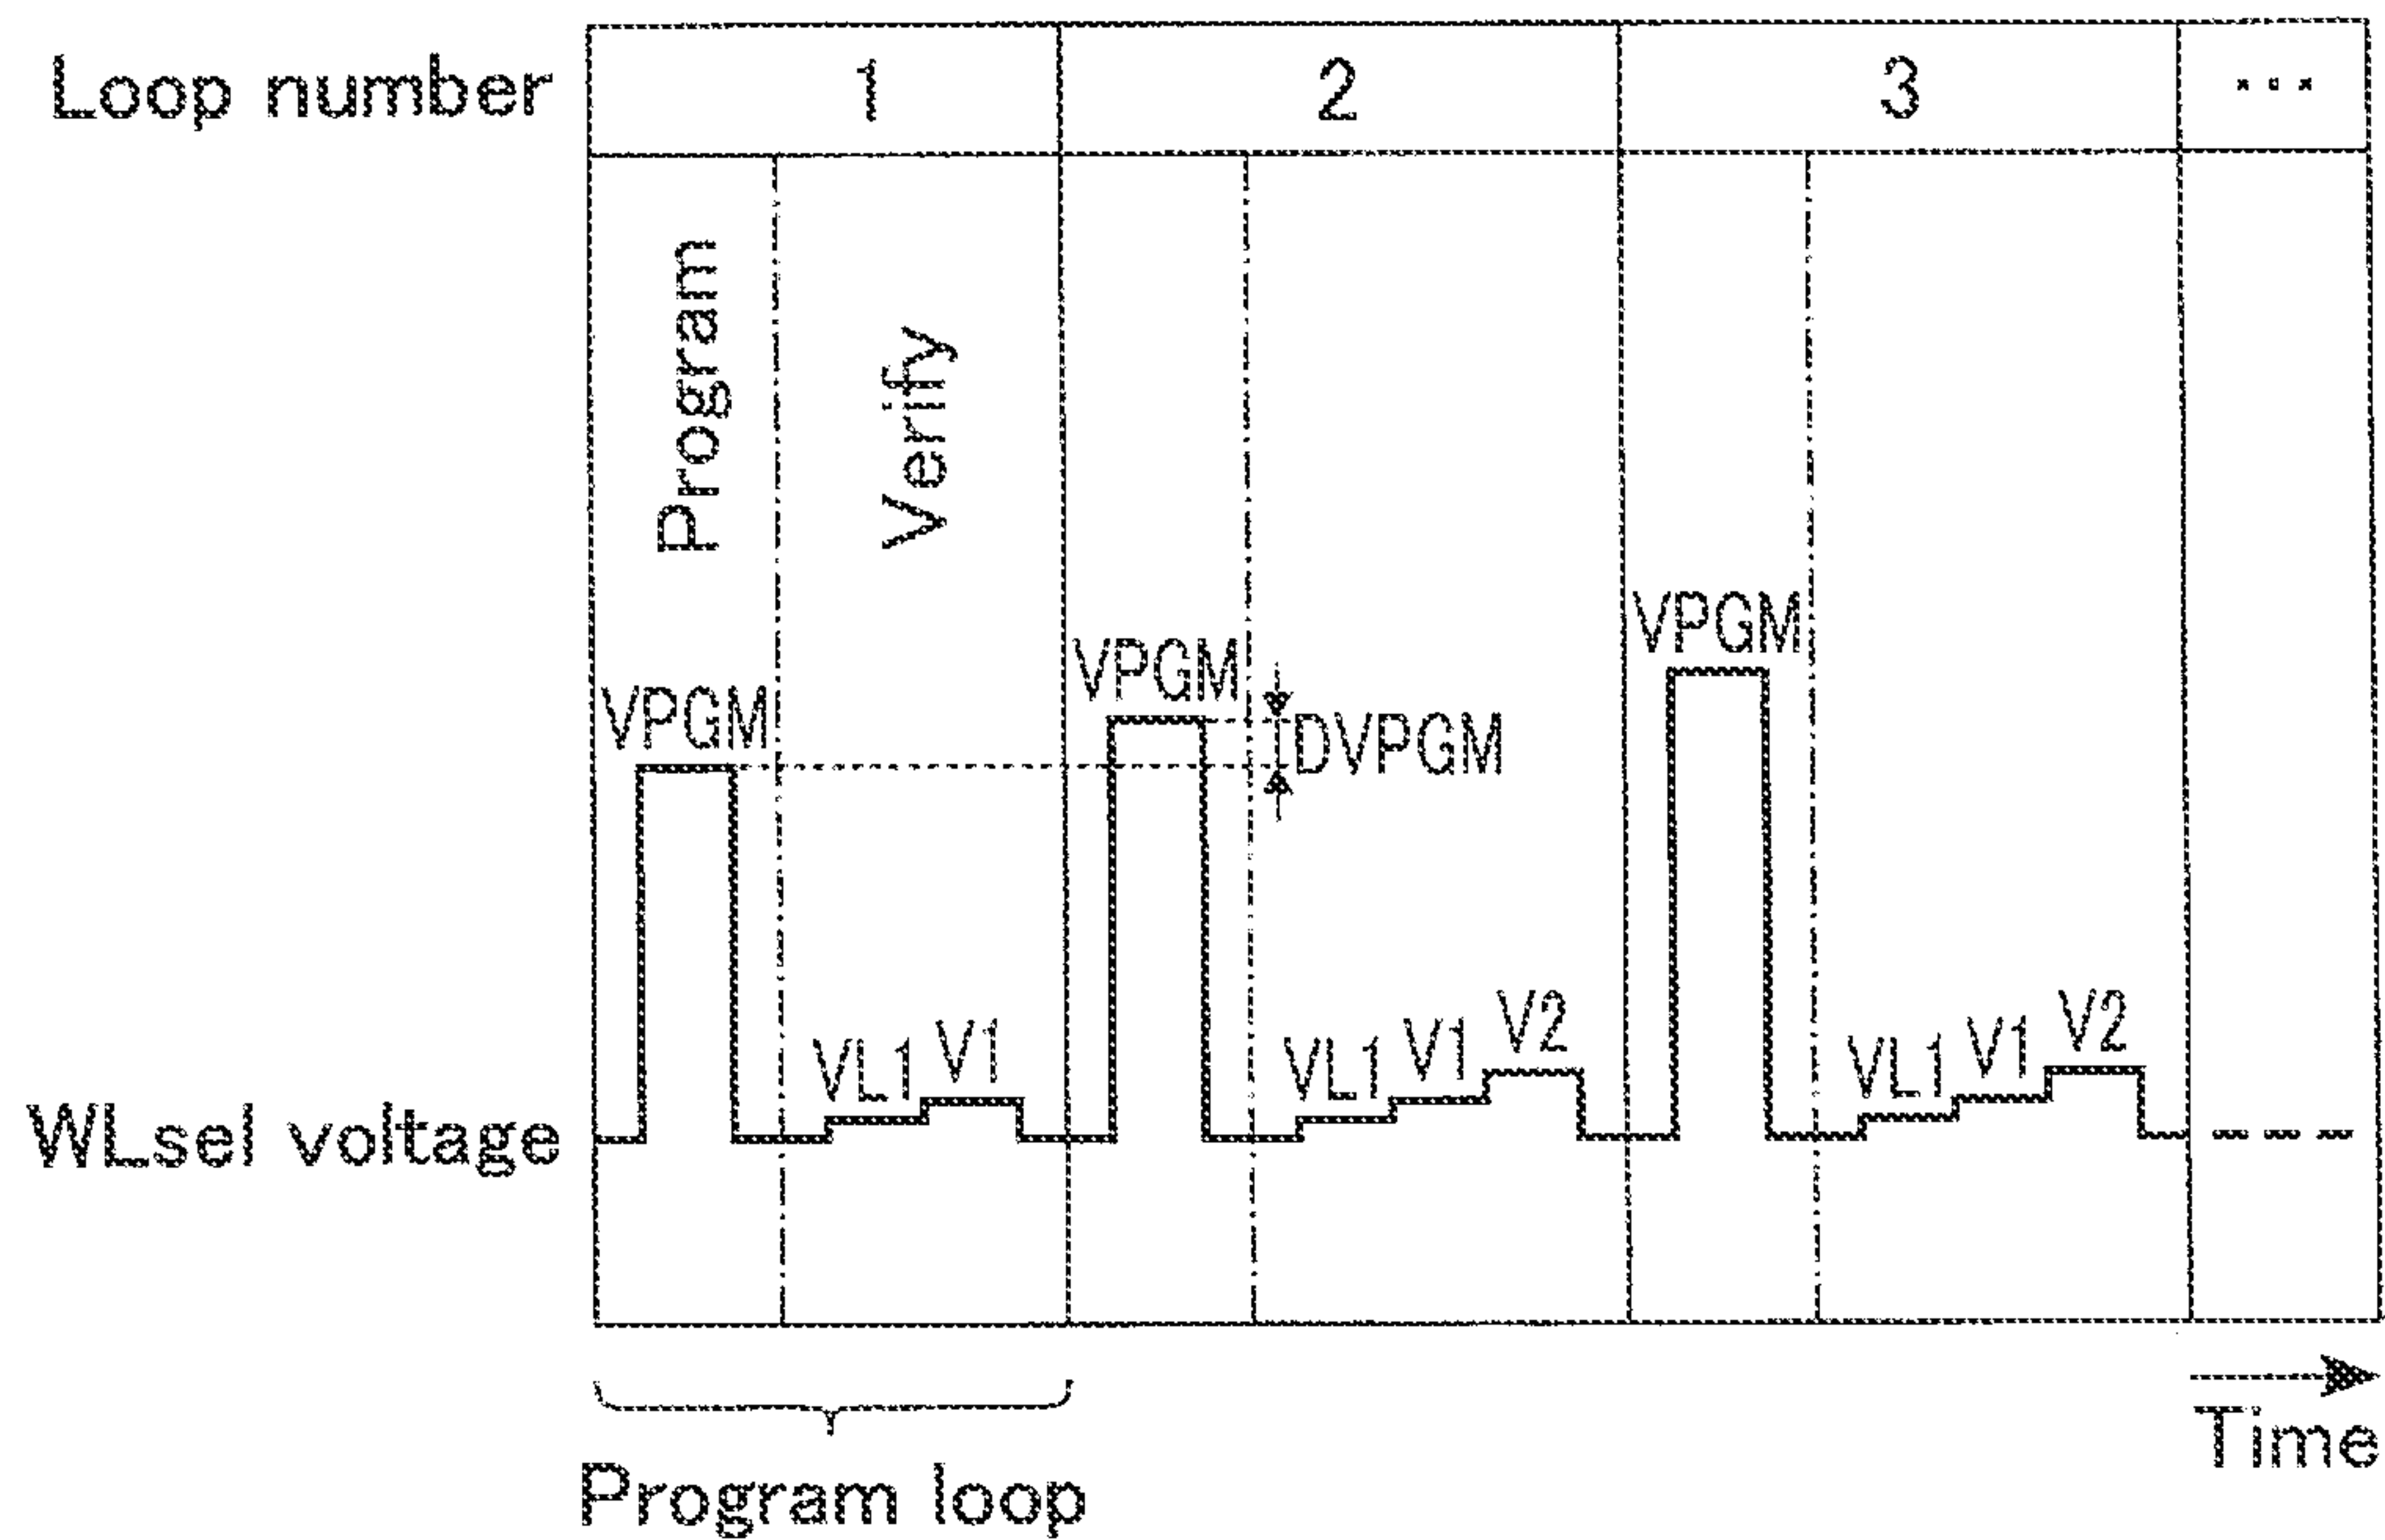 Loop number 1 2 3 ...
Program
Verify
VPGM
VPGM
VPGM
DVPGM
VL1 V1
VL1 V1 V2
VL1 V1 V2
WLsel voltage
Program loop
Time